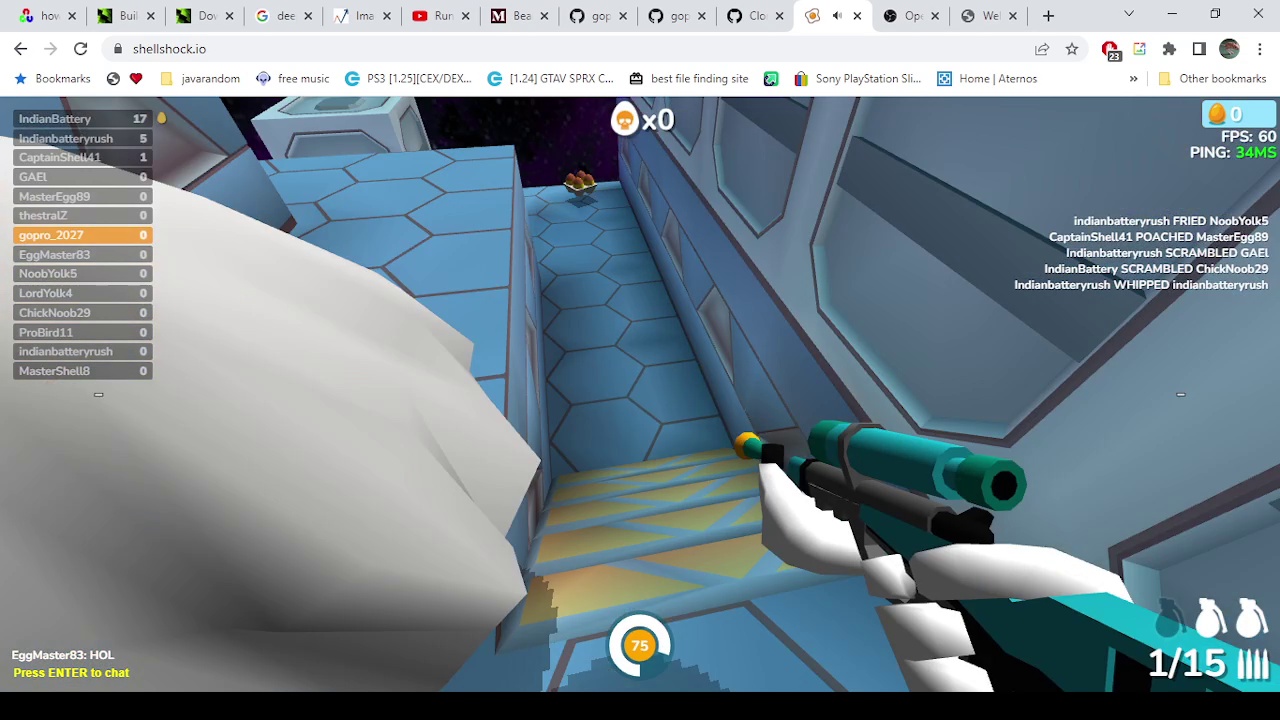 how
Buil
Dov
dee
Ima
Run
Bea
gop
gop
Clo
Ope
Wel
shellshock.io
23
Bookmarks
javarandom
free music
PS3 [1.25][CEX/DEX...
[1.24] GTAV SPRX C...
best file finding site
Sony PlayStation Sli...
Home | Aternos
»
Other bookmarks
IndianBattery 17
Indianbatteryrush 5
CaptainShell41 1
GAEl 0
MasterEgg89 0
thestralZ 0
gopro_2027 0
EggMaster83 0
NoobYolk5 0
LordYolk4 0
ChickNoob29 0
ProBird11 0
indianbatteryrush 0
MasterShell8 0
x0
0
FPS: 60
PING: 34MS
indianbatteryrush FRIED NoobYolk5
CaptainShell41 POACHED MasterEgg89
Indianbatteryrush SCRAMBLED GAEL
IndianBattery SCRAMBLED ChickNoob29
Indianbatteryrush WHIPPED indianbatteryrush
75
EggMaster83: HOL
Press ENTER to chat
1/15